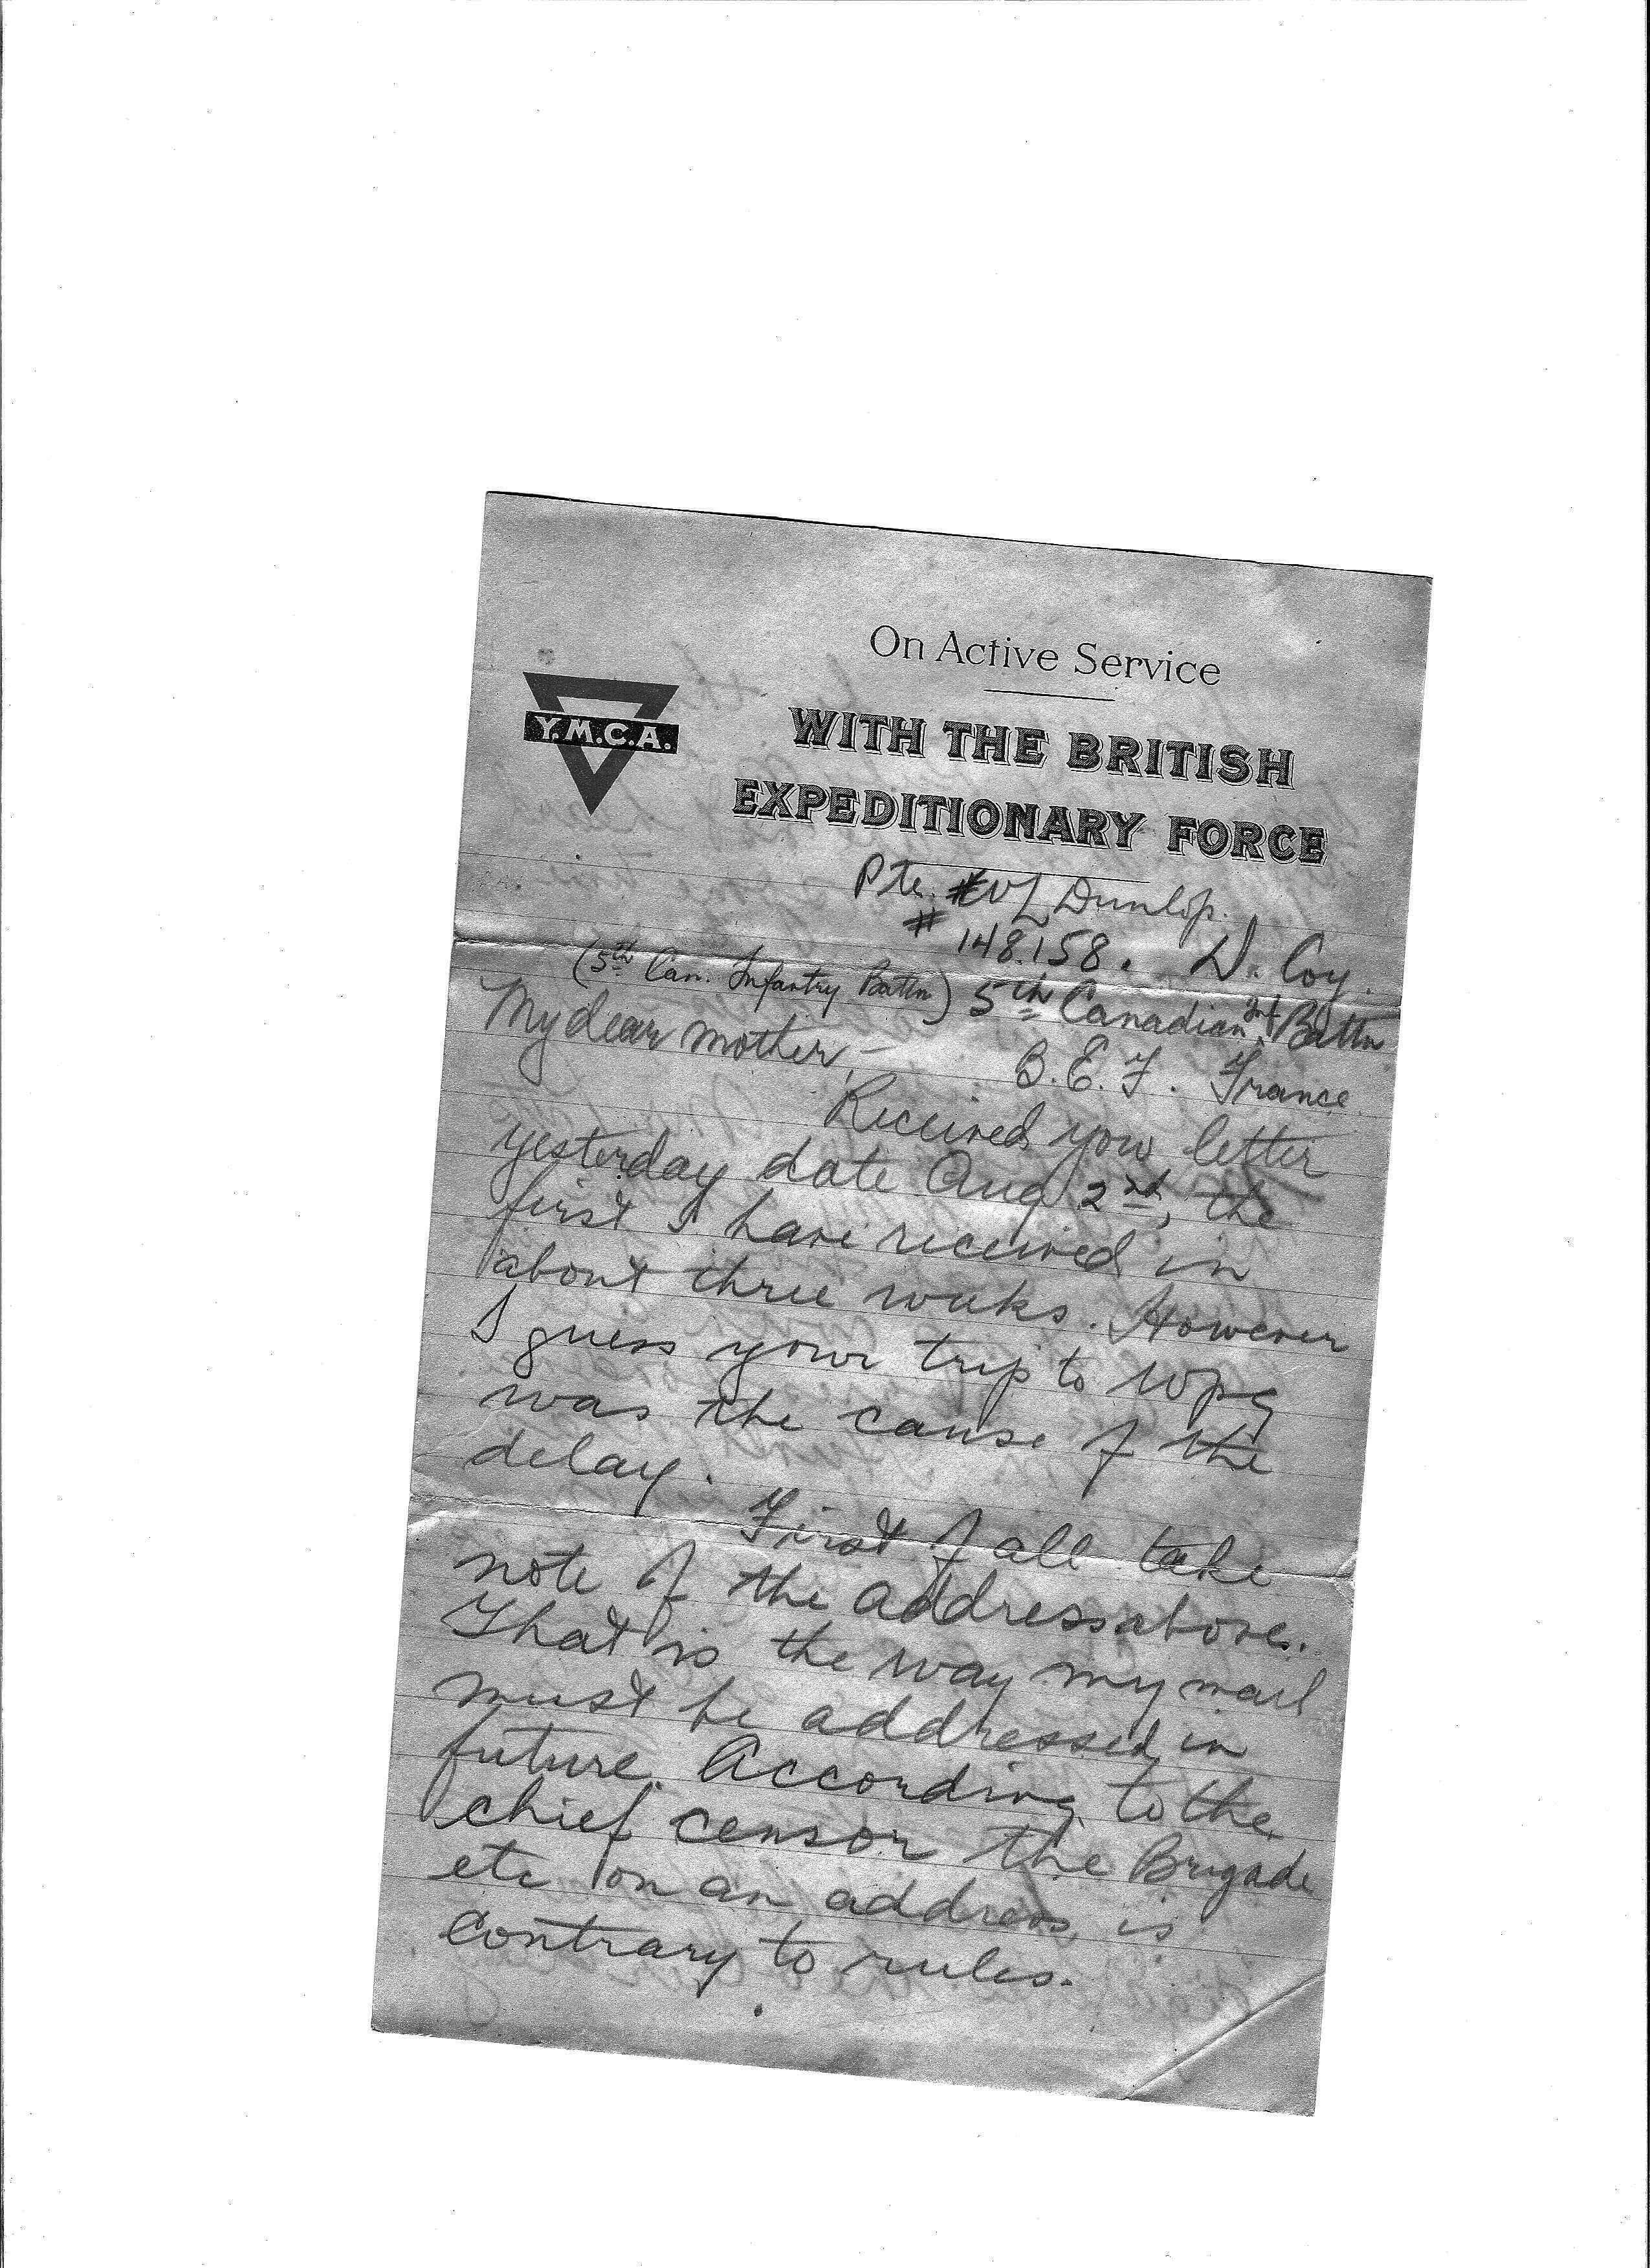 On Active Service
Y.M.C.A.
WITH THE BRITISH
EXPEDITIONARY FORCE
Pte. Dunlop.
# 148.158. D. Coy.
(5th Can. Infantry Battn) 5th Canadian Inf Battn
My dear mother,- B.E.F. France
Received your letter
yesterday date Aug 2nd, the
first I have received in
about three weeks. However
I guess your trip to Wpg
was the cause of the
delay.
First of all take
note of the address above.
That is the way my mail
must be addressed in
future. According to the
chief censor the Brigade
etc on an address is
contrary to rules.